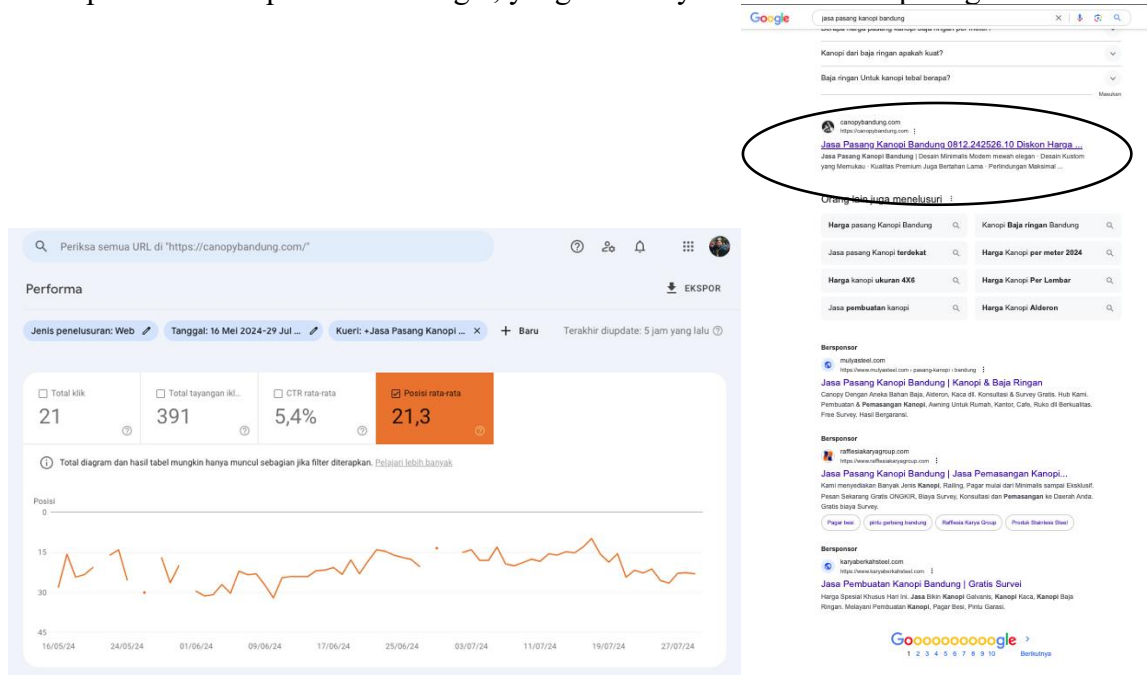 Google
jasa pasang kanopi bandung
Kanopi dari baja ringan apakah kuat?
Baja ringan Untuk kanopi tebal berapa?
Masukan
canopybandung.com
https://canopybandung.com
Jasa Pasang Kanopi Bandung 0812.242526.10 Diskon Harga ...
Jasa Pasang Kanopi Bandung | Desain Minimalis Modern mewah elegan · Desain Kustom
yang Memukau · Kualitas Premium Juga Bertahan Lama · Perlindungan Maksimal ...
Orang lain juga menelusuri
Harga pasang Kanopi Bandung
Kanopi Baja ringan Bandung
Jasa pasang Kanopi terdekat
Harga Kanopi per meter 2024
Harga kanopi ukuran 4X6
Harga Kanopi Per Lembar
Jasa pembuatan kanopi
Harga Kanopi Alderon
Bersponsor
mulyasteel.com
https://www.mulyasteel.com › pasang-kanopi › bandung
Jasa Pasang Kanopi Bandung | Kanopi & Baja Ringan
Canopy Dengan Aneka Bahan Baja, Alderon, Kaca dll. Konsultasi & Survey Gratis. Hub Kami.
Pembuatan & Pemasangan Kanopi, Awning Untuk Rumah, Kantor, Cafe, Ruko dll Berkualitas.
Free Survey. Hasil Bergaransi.
Bersponsor
rafflesiakaryagroup.com
https://www.rafflesiakaryagroup.com
Jasa Pasang Kanopi Bandung | Jasa Pemasangan Kanopi...
Kami menyediakan Banyak Jenis Kanopi, Railing, Pagar mulai dari Minimalis sampai Eksklusif.
Pesan Sekarang Gratis ONGKIR, Biaya Survey, Konsultasi dan Pemasangan ke Daerah Anda.
Gratis biaya Survey.
Pagar besi
pintu gerbang bandung
Rafflesia Karya Group
Produk Stainless Steel
Bersponsor
karyaberkahsteel.com
https://www.karyaberkahsteel.com
Jasa Pembuatan Kanopi Bandung | Gratis Survei
Harga Spesial Khusus Hari Ini. Jasa Bikin Kanopi Galvanis, Kanopi Kaca, Kanopi Baja
Ringan. Melayani Pembuatan Kanopi, Pagar Besi, Pintu Garasi.
Goooooooooogle
1 2 3 4 5 6 7 8 9 10 Berikutnya
Periksa semua URL di "https://canopybandung.com/"
Performa
EKSPOR
Jenis penelusuran: Web
Tanggal: 16 Mei 2024-29 Jul ...
Kueri: +Jasa Pasang Kanopi ...
+ Baru
Terakhir diupdate: 5 jam yang lalu
Total klik
21
Total tayangan ikl...
391
CTR rata-rata
5,4%
Posisi rata-rata
21,3
Total diagram dan hasil tabel mungkin hanya muncul sebagian jika filter diterapkan. Pelajari lebih banyak
Posisi
0
15
30
45
16/05/24 24/05/24 01/06/24 09/06/24 17/06/24 25/06/24 03/07/24 11/07/24 19/07/24 27/07/24